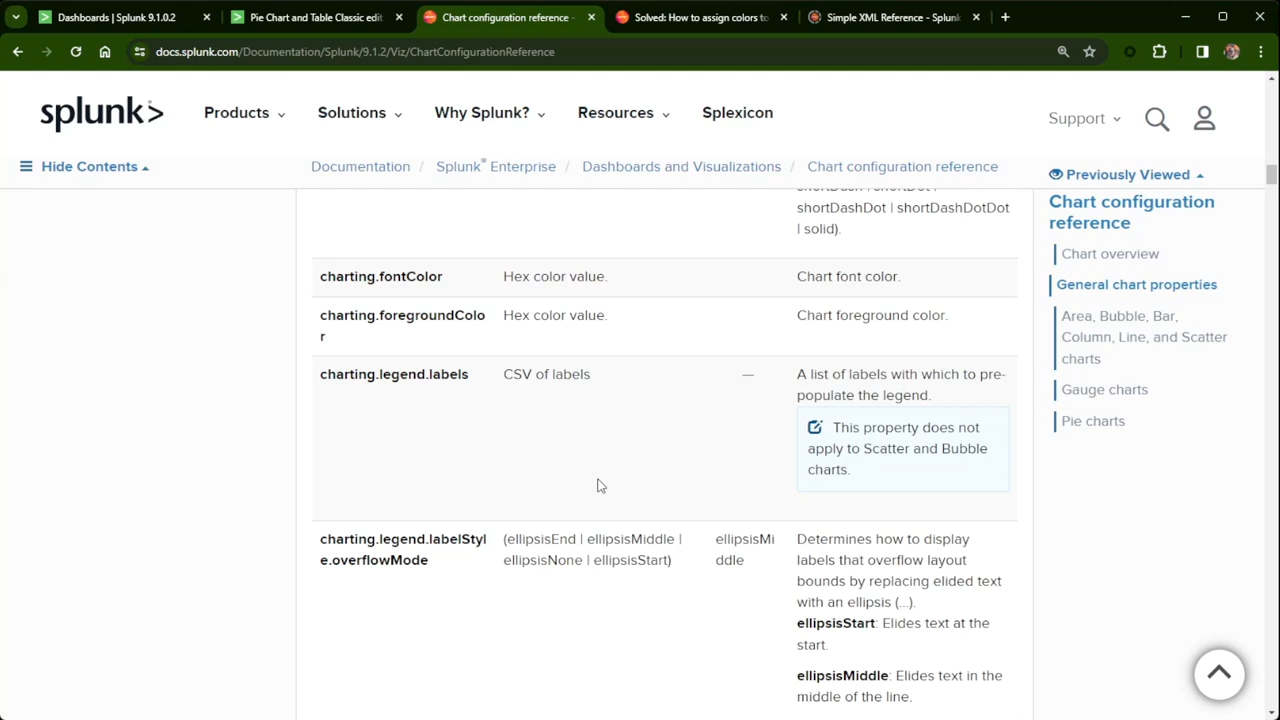 Dashboards | Splunk 9.1.0.2
Pie Chart and Table Classic edit
Chart configuration reference -
Solved: How to assign colors to
Simple XML Reference - Splunk
docs.splunk.com/Documentation/Splunk/9.1.2/Viz/ChartConfigurationReference
splunk>
Products
Solutions
Why Splunk?
Resources
Splexicon
Support
Hide Contents
Documentation / Splunk® Enterprise / Dashboards and Visualizations / Chart configuration reference
Previously Viewed
Chart configuration
reference
Chart overview
General chart properties
Area, Bubble, Bar,
Column, Line, and Scatter
charts
Gauge charts
Pie charts
shortDash | shortDot |
shortDashDot | shortDashDotDot
| solid).
charting.fontColor Hex color value. Chart font color.
charting.foregroundColo Hex color value. Chart foreground color.
r
charting.legend.labels CSV of labels — A list of labels with which to pre-
populate the legend.
This property does not
apply to Scatter and Bubble
charts.
charting.legend.labelStyl (ellipsisEnd | ellipsisMiddle | ellipsisMi Determines how to display
e.overflowMode ellipsisNone | ellipsisStart) ddle labels that overflow layout
bounds by replacing elided text
with an ellipsis (...).
ellipsisStart: Elides text at the
start.
ellipsisMiddle: Elides text in the
middle of the line.